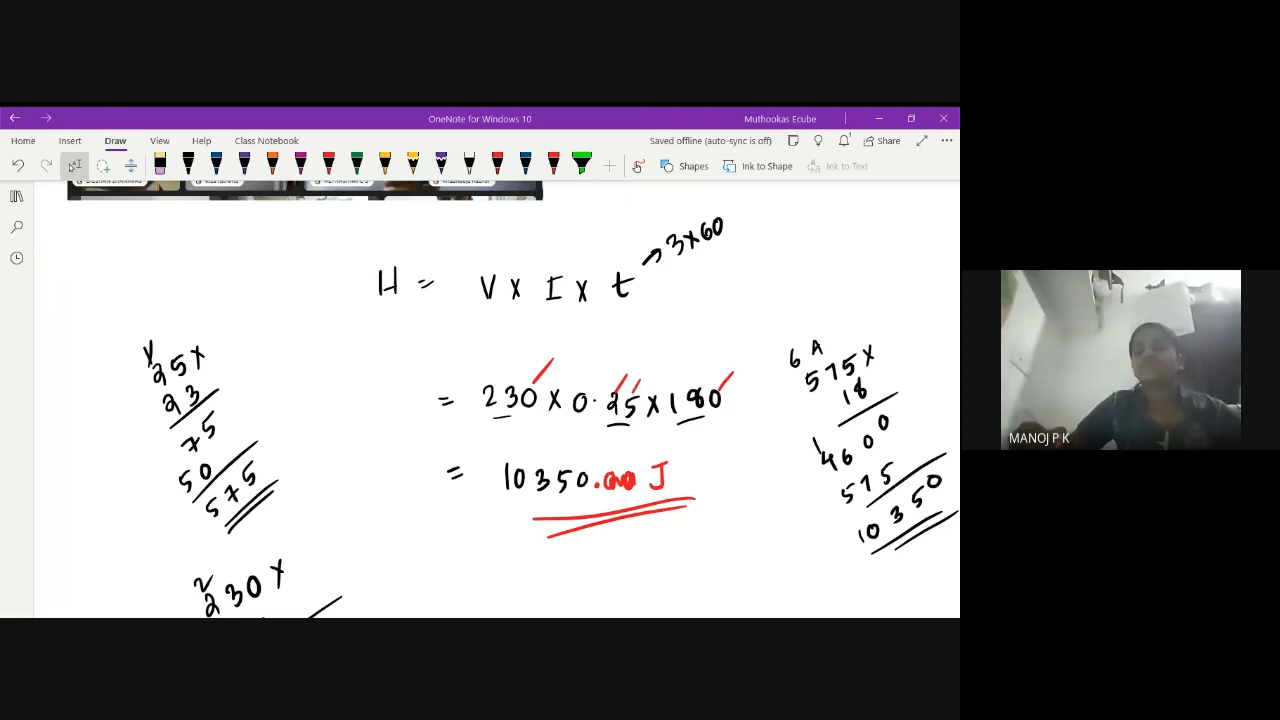 OneNote for Windows 10
Muthookas Ecube
Home Insert Draw View Help Class Notebook
Saved offline (auto-sync is off)
Share
Shapes
Ink to Shape
Ink to Text
H = V x I x t → 3x60
= 230 x 0.25 x 180
= 10350.00 J
25x
23
75
50
575
575x
18
4600
575
10350
230x
MANOJ P K